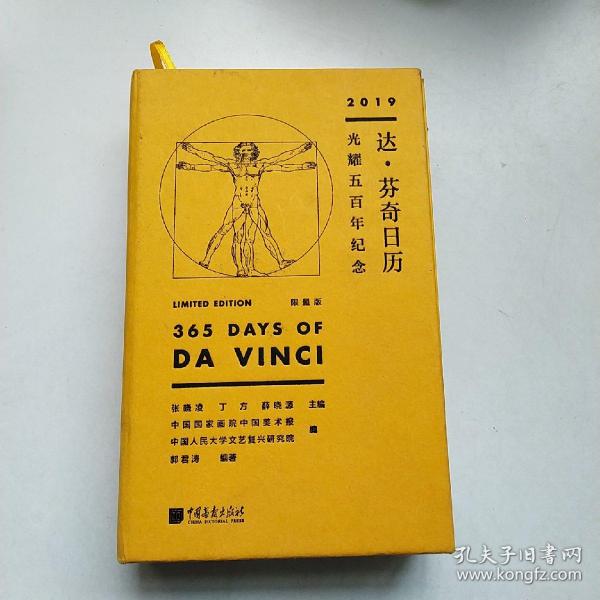 2019
达·芬奇日历
光耀五百年纪念
LIMITED EDITION 限量版
365 DAYS OF
DA VINCI
张晓凌 丁方 薛晓源 主编
中国国家画院中国美术报
中国人民大学文艺复兴研究院 编
郭君涛 编著
中国画报出版社
CHINA PICTORIAL PRESS
孔夫子旧书网
www.kongfz.com